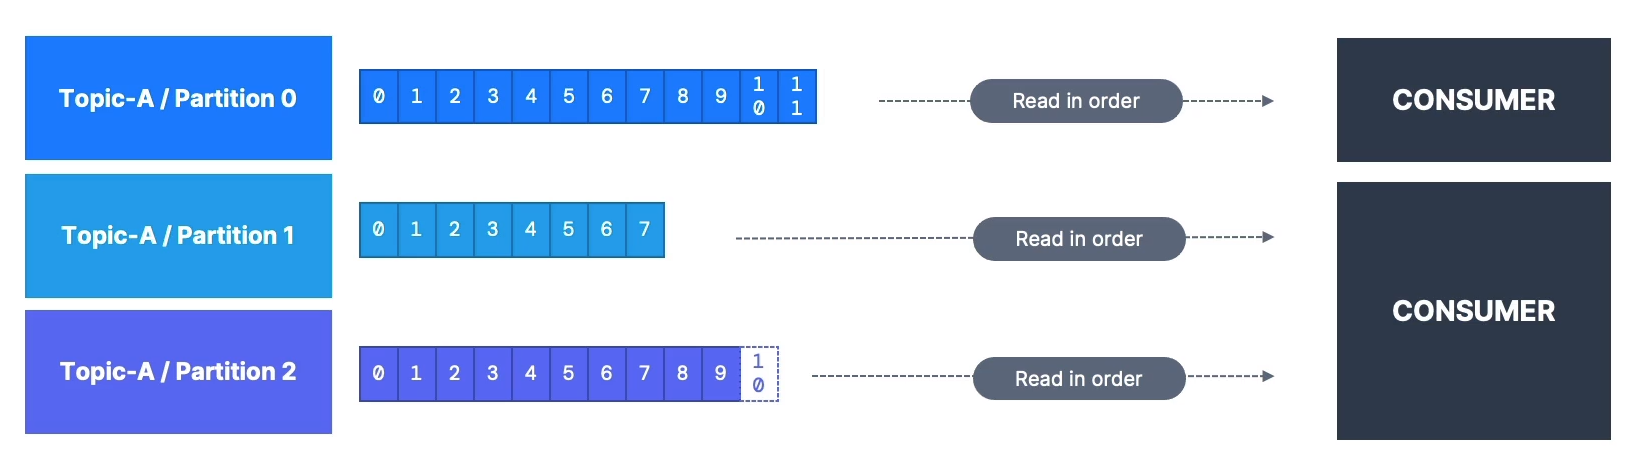 Topic-A / Partition 0
0 1 2 3 4 5 6 7 8 9 10 11
Read in order
CONSUMER
Topic-A / Partition 1
0 1 2 3 4 5 6 7
Read in order
CONSUMER
Topic-A / Partition 2
0 1 2 3 4 5 6 7 8 9 10
Read in order